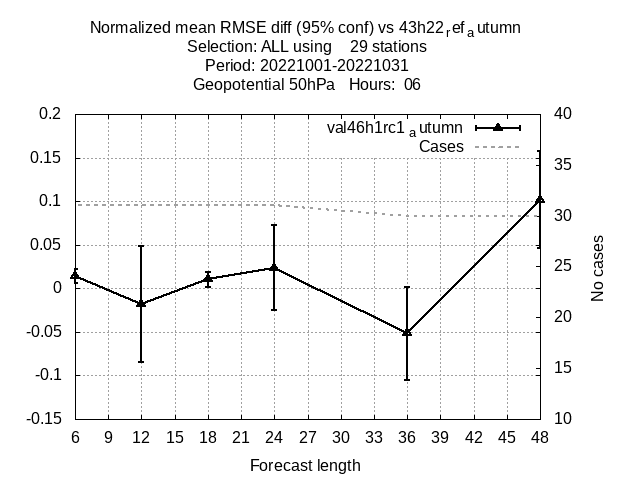 Normalized mean RMSE diff (95% conf) vs 43h22ref autumn
Selection: ALL using 29 stations
Period: 20221001-20221031
Geopotential 50hPa Hours: 06
0.2
0.15
0.1
0.05
0
-0.05
-0.1
-0.15
40
35
30
25
20
15
10
val46h1rc1autumn
Cases
No cases
6 9 12 15 18 21 24 27 30 33 36 39 42 45 48
Forecast length